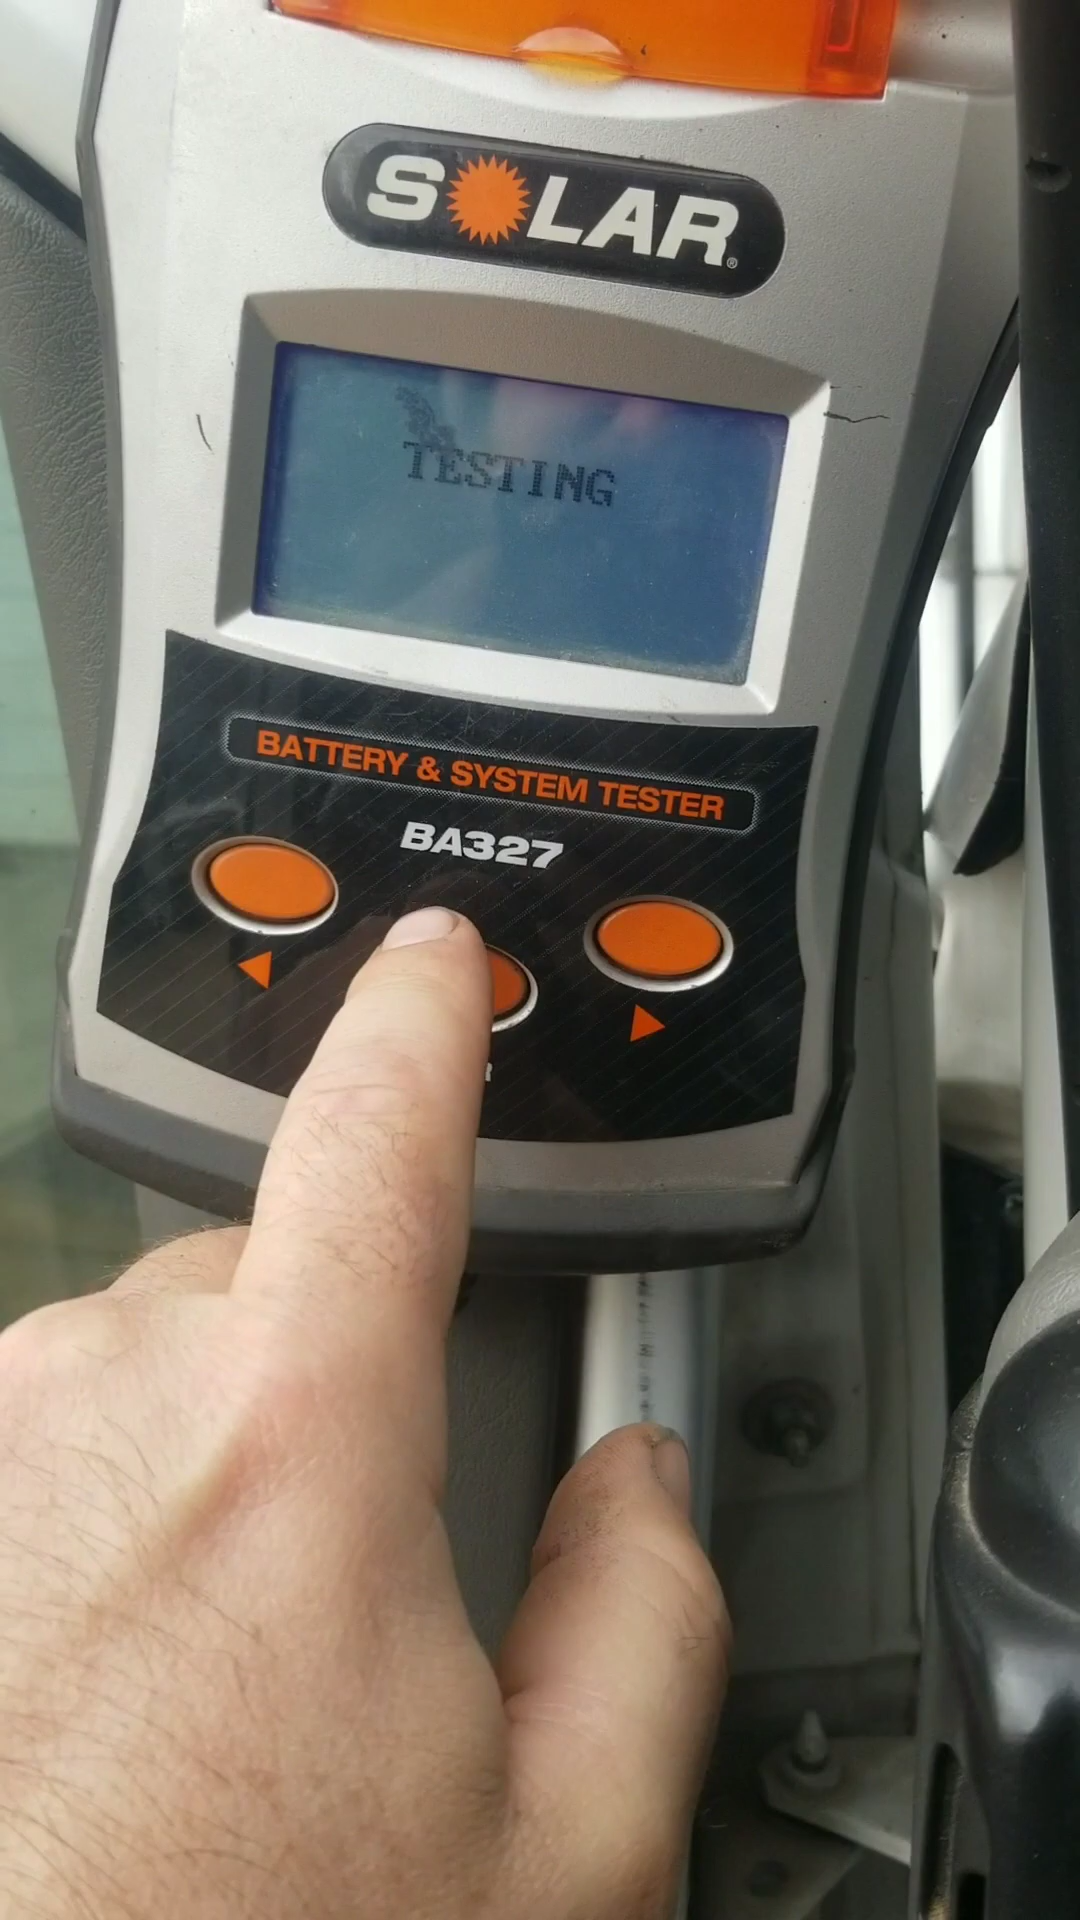 SOLAR®
TESTING
BATTERY & SYSTEM TESTER
BA327
R